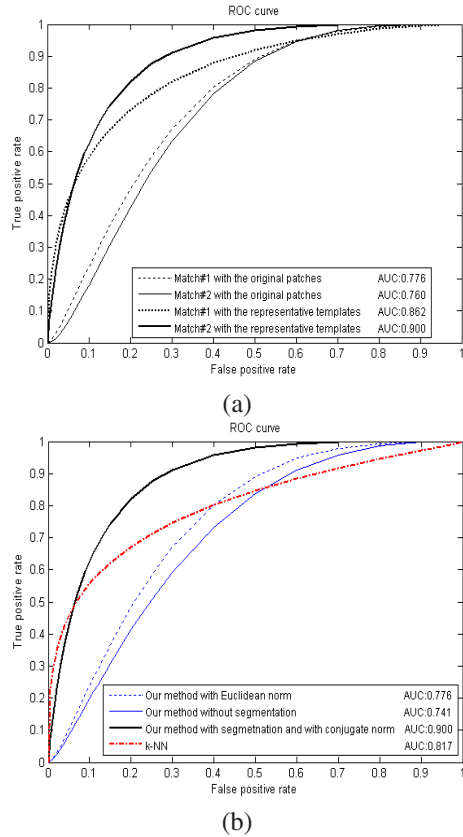 ROC curve
1
0.9
0.8
0.7
0.6
0.5
0.4
0.3
0.2
0.1
0
True positive rate
Match#1 with the original patches AUC:0.776
Match#2 with the original patches AUC:0.760
Match#1 with the representative templates AUC:0.862
Match#2 with the representative templates AUC:0.900
0 0.1 0.2 0.3 0.4 0.5 0.6 0.7 0.8 0.9 1
False positive rate
(a)
ROC curve
1
0.9
0.8
0.7
0.6
0.5
0.4
0.3
0.2
0.1
0
True positive rate
Our method with Euclidean norm AUC:0.776
Our method without segmentation AUC:0.741
Our method with segmetnation and with conjugate norm AUC:0.900
k-NN AUC:0.817
0 0.1 0.2 0.3 0.4 0.5 0.6 0.7 0.8 0.9 1
False positive rate
(b)